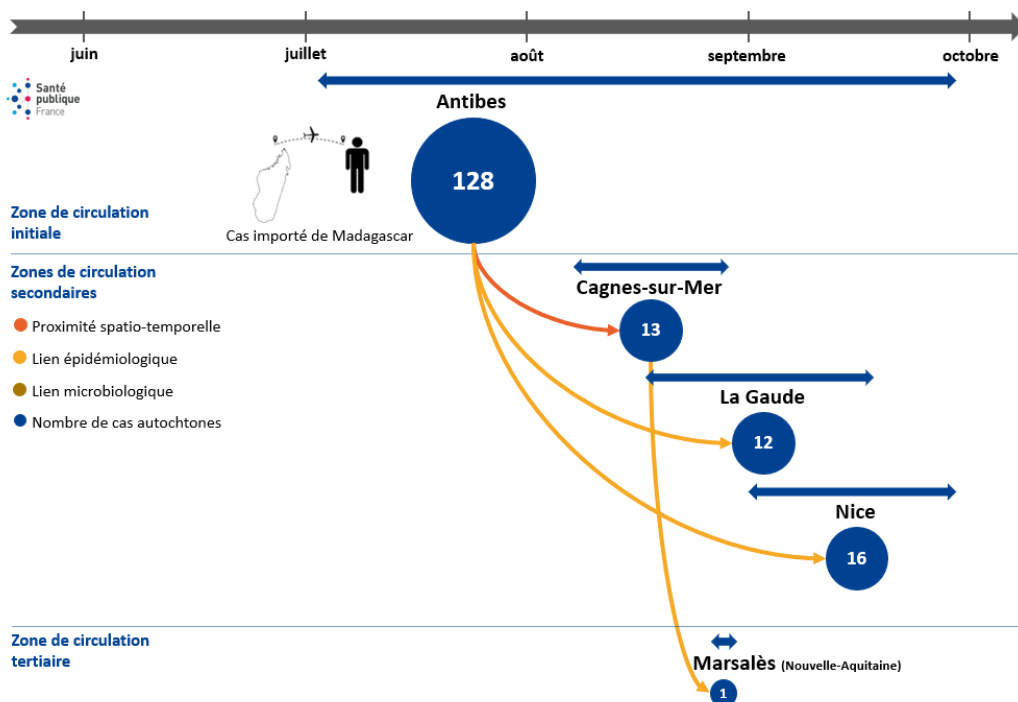 juin
juillet
août
septembre
octobre
Santé
publique
France
Antibes
128
Cas importé de Madagascar
Zone de circulation
initiale
Zones de circulation
secondaires
Proximité spatio-temporelle
Lien épidémiologique
Lien microbiologique
Nombre de cas autochtones
Cagnes-sur-Mer
13
La Gaude
12
Nice
16
Zone de circulation
tertiaire
Marsalès (Nouvelle-Aquitaine)
1